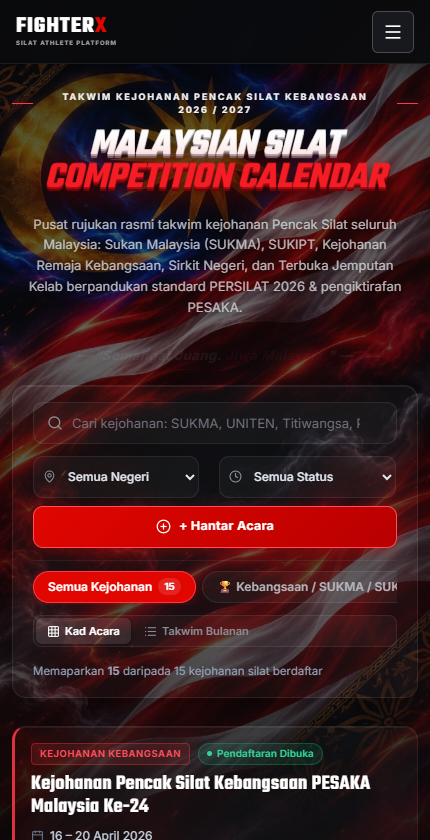 FIGHTERX
SILAT ATHLETE PLATFORM
TAKWIM KEJOHANAN PENCAK SILAT KEBANGSAAN
2026 / 2027
MALAYSIAN SILAT
COMPETITION CALENDAR
Pusat rujukan rasmi takwim kejohanan Pencak Silat seluruh
Malaysia: Sukan Malaysia (SUKMA), SUKIPT, Kejohanan
Remaja Kebangsaan, Sirkit Negeri, dan Terbuka Jemputan
Kelab berpandukan standard PERSILAT 2026 & pengiktirafan
PESAKA.
Cari kejohanan: SUKMA, UNITEN, Titiwangsa,
Semua Negeri
Semua Status
+ Hantar Acara
Semua Kejohanan 15
Kebangsaan / SUKMA / SUK
Kad Acara
Takwim Bulanan
Memaparkan 15 daripada 15 kejohanan silat berdaftar
KEJOHANAN KEBANGSAAN
Pendaftaran Dibuka
Kejohanan Pencak Silat Kebangsaan PESAKA
Malaysia Ke-24
16 – 20 April 2026